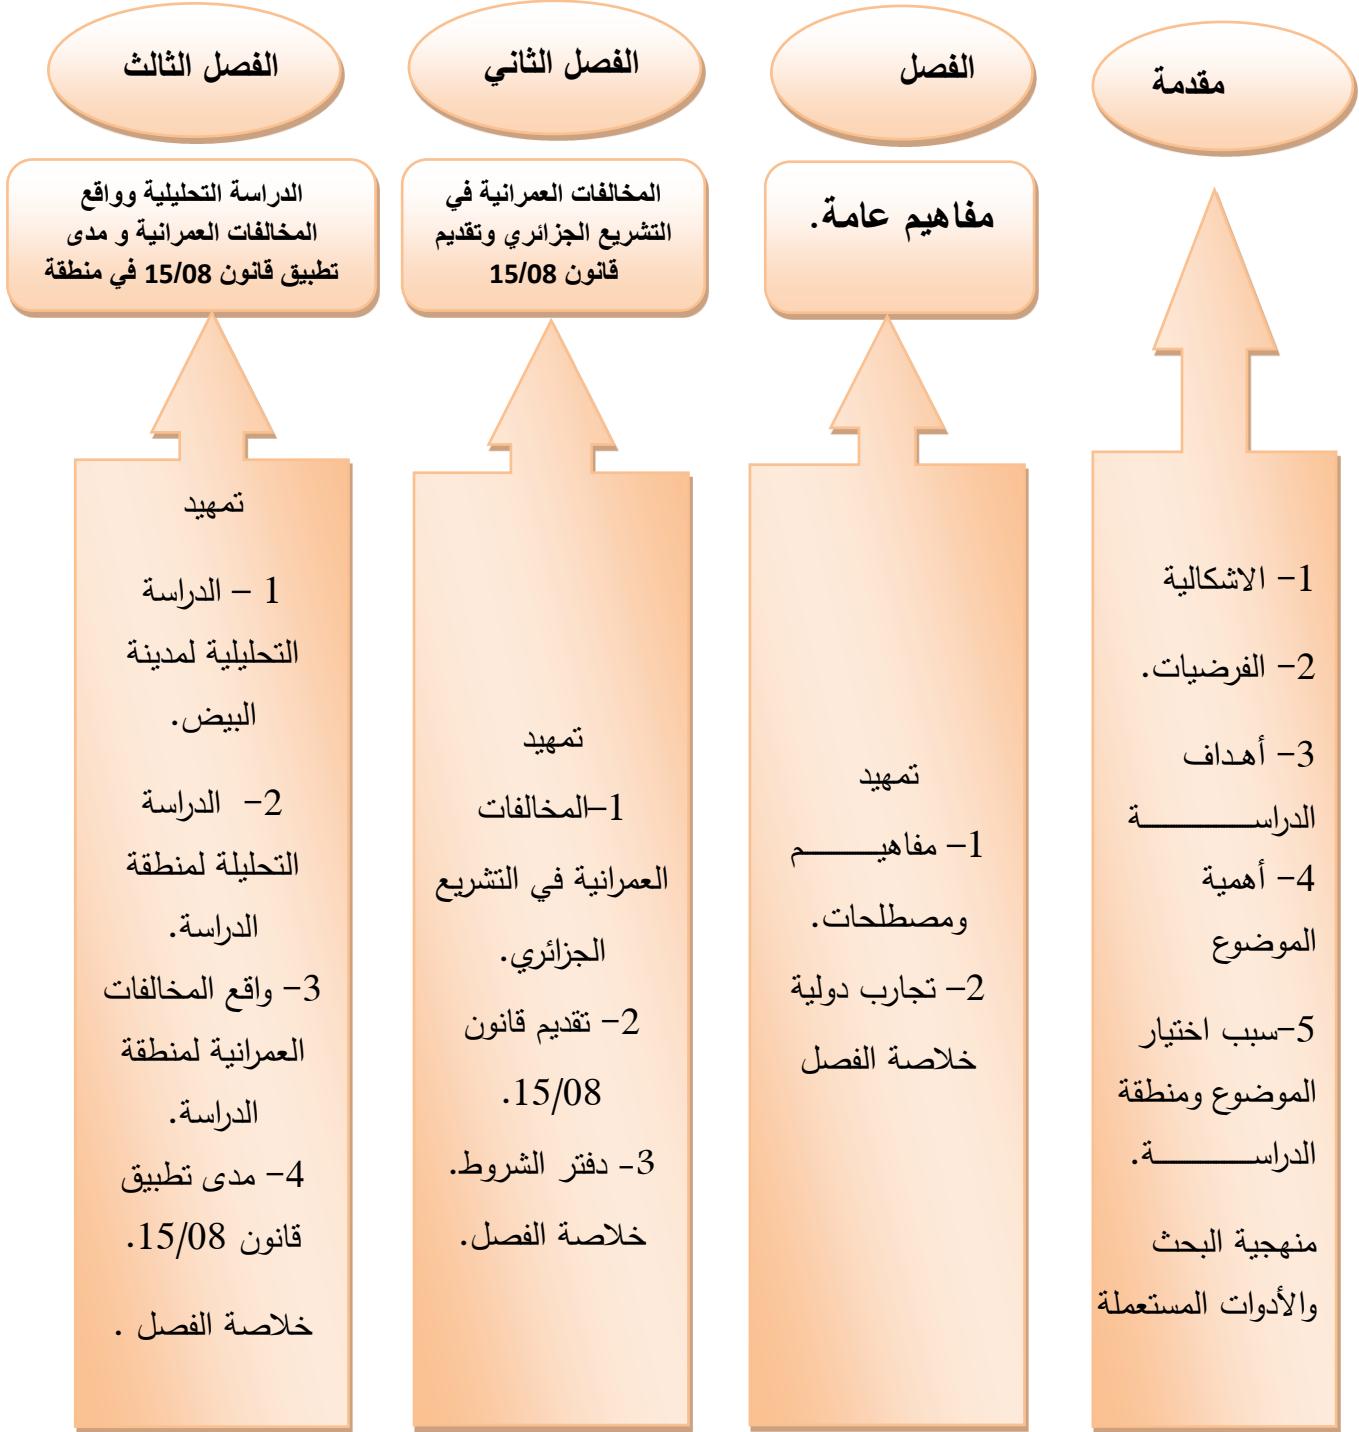 مقدمة
1- الاشكالية
2- الفرضيات.
3- أهداف
الدراســــــــــــة
4- أهمية
الموضوع
5-سبب اختيار
الموضوع ومنطقة
الدراســــــــــة.
منهجية البحث
والأدوات المستعملة
الفصل
مفاهيم عامة.
تمهيد
1- مفاهيــــــــم
ومصطلحات.
2- تجارب دولية
خلاصة الفصل
الفصل الثاني
المخالفات العمرانية في
التشريع الجزائري وتقديم
قانون 15/08
تمهيد
1-المخالفات
العمرانية في التشريع
الجزائري.
2- تقديم قانون
15/08.
3- دفتر الشروط.
خلاصة الفصل.
الفصل الثالث
الدراسة التحليلية وواقع
المخالفات العمرانية و مدى
تطبيق قانون 15/08 في منطقة
تمهيد
1 – الدراسة
التحليلية لمدينة
البيض.
2- الدراسة
التحليلة لمنطقة
الدراسة.
3- واقع المخالفات
العمرانية لمنطقة
الدراسة.
4- مدى تطبيق
قانون 15/08.
خلاصة الفصل .